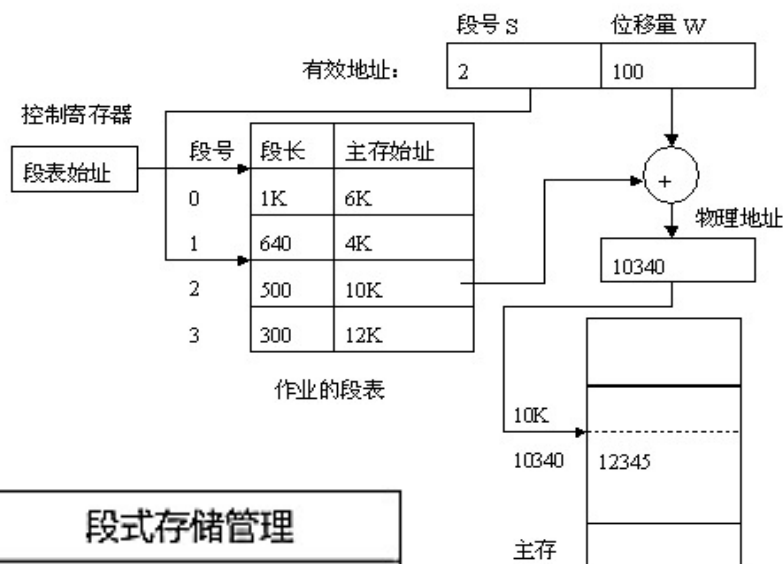 段号 S 位移量 W
有效地址： 2 100
控制寄存器
段表始址
段号 段长 主存始址
0 1K 6K
1 640 4K
2 500 10K
3 300 12K
作业的段表
+
物理地址
10340
10K
10340 12345
主存
段式存储管理